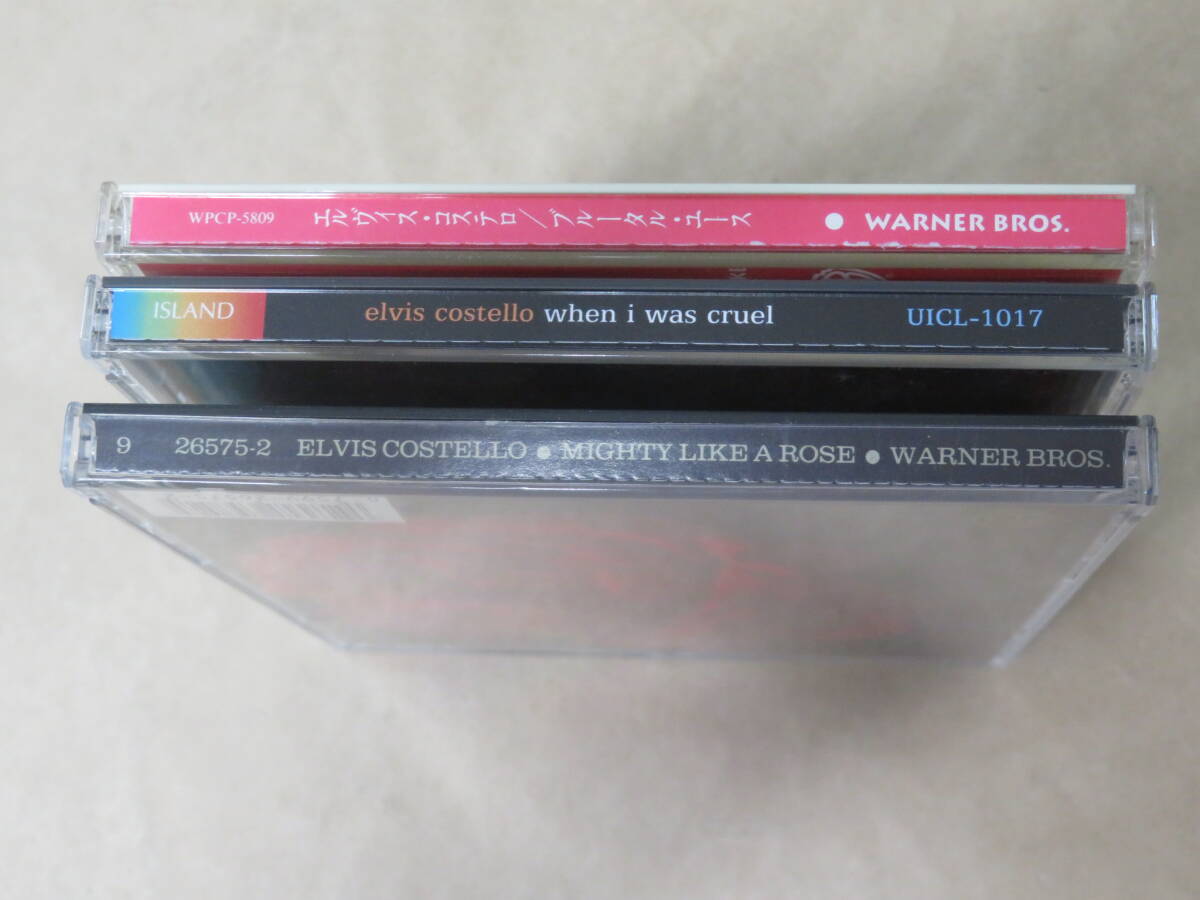 WPCP-5809 エルヴィス・コステロ/ブルータル・ユース ● WARNER BROS.
ISLAND elvis costello when i was cruel UICL-1017
9 26575-2 ELVIS COSTELLO ● MIGHTY LIKE A ROSE ● WARNER BROS.